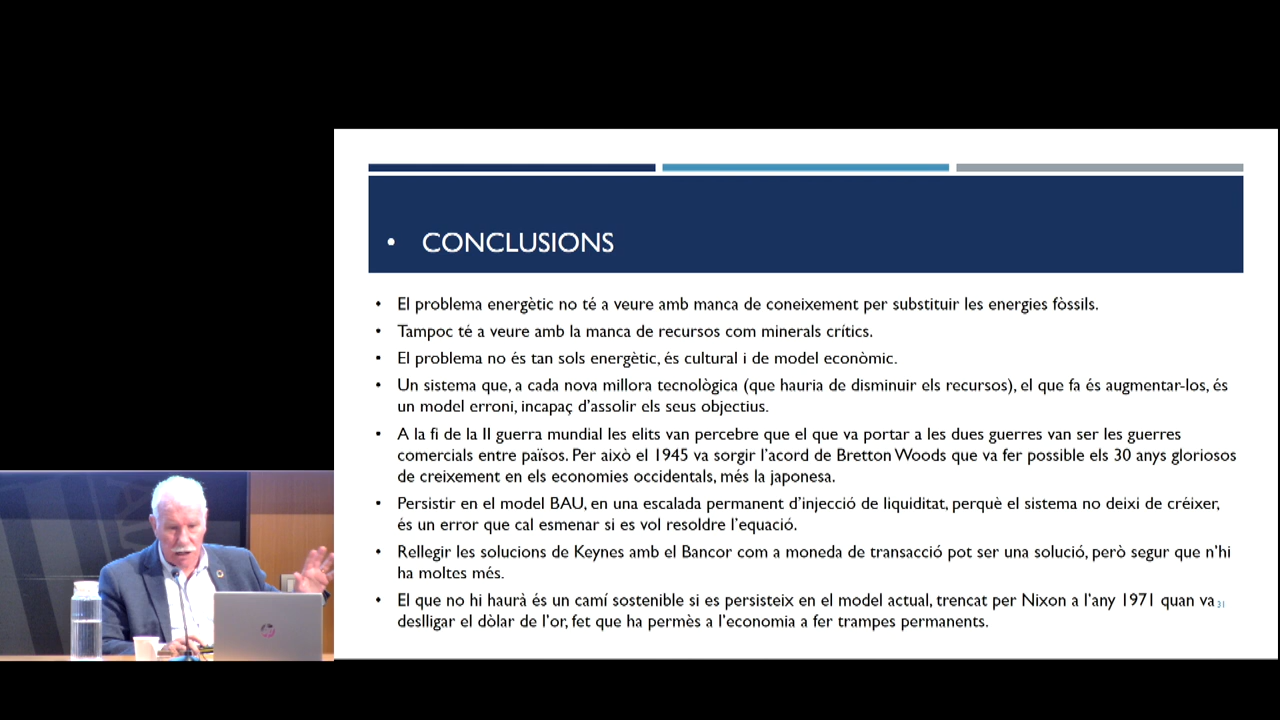 • CONCLUSIONS
• El problema energètic no té a veure amb manca de coneixement per substituir les energies fòssils.
• Tampoc té a veure amb la manca de recursos com minerals crítics.
• El problema no és tan sols energètic, és cultural i de model econòmic.
• Un sistema que, a cada nova millora tecnològica (que hauria de disminuir els recursos), el que fa és augmentar-los, és
un model erroni, incapaç d'assolir els seus objectius.
• A la fi de la II guerra mundial les elits van percebre que el que va portar a les dues guerres van ser les guerres
comercials entre països. Per això el 1945 va sorgir l'acord de Bretton Woods que va fer possible els 30 anys gloriosos
de creixement en els economies occidentals, més la japonesa.
• Persistir en el model BAU, en una escalada permanent d'injecció de liquiditat, perquè el sistema no deixi de créixer,
és un error que cal esmenar si es vol resoldre l'equació.
• Rellegir les solucions de Keynes amb el Bancor com a moneda de transacció pot ser una solució, però segur que n'hi
ha moltes més.
• El que no hi haurà és un camí sostenible si es persisteix en el model actual, trencat per Nixon a l'any 1971 quan va
31
deslligar el dòlar de l'or, fet que ha permès a l'economia a fer trampes permanents.